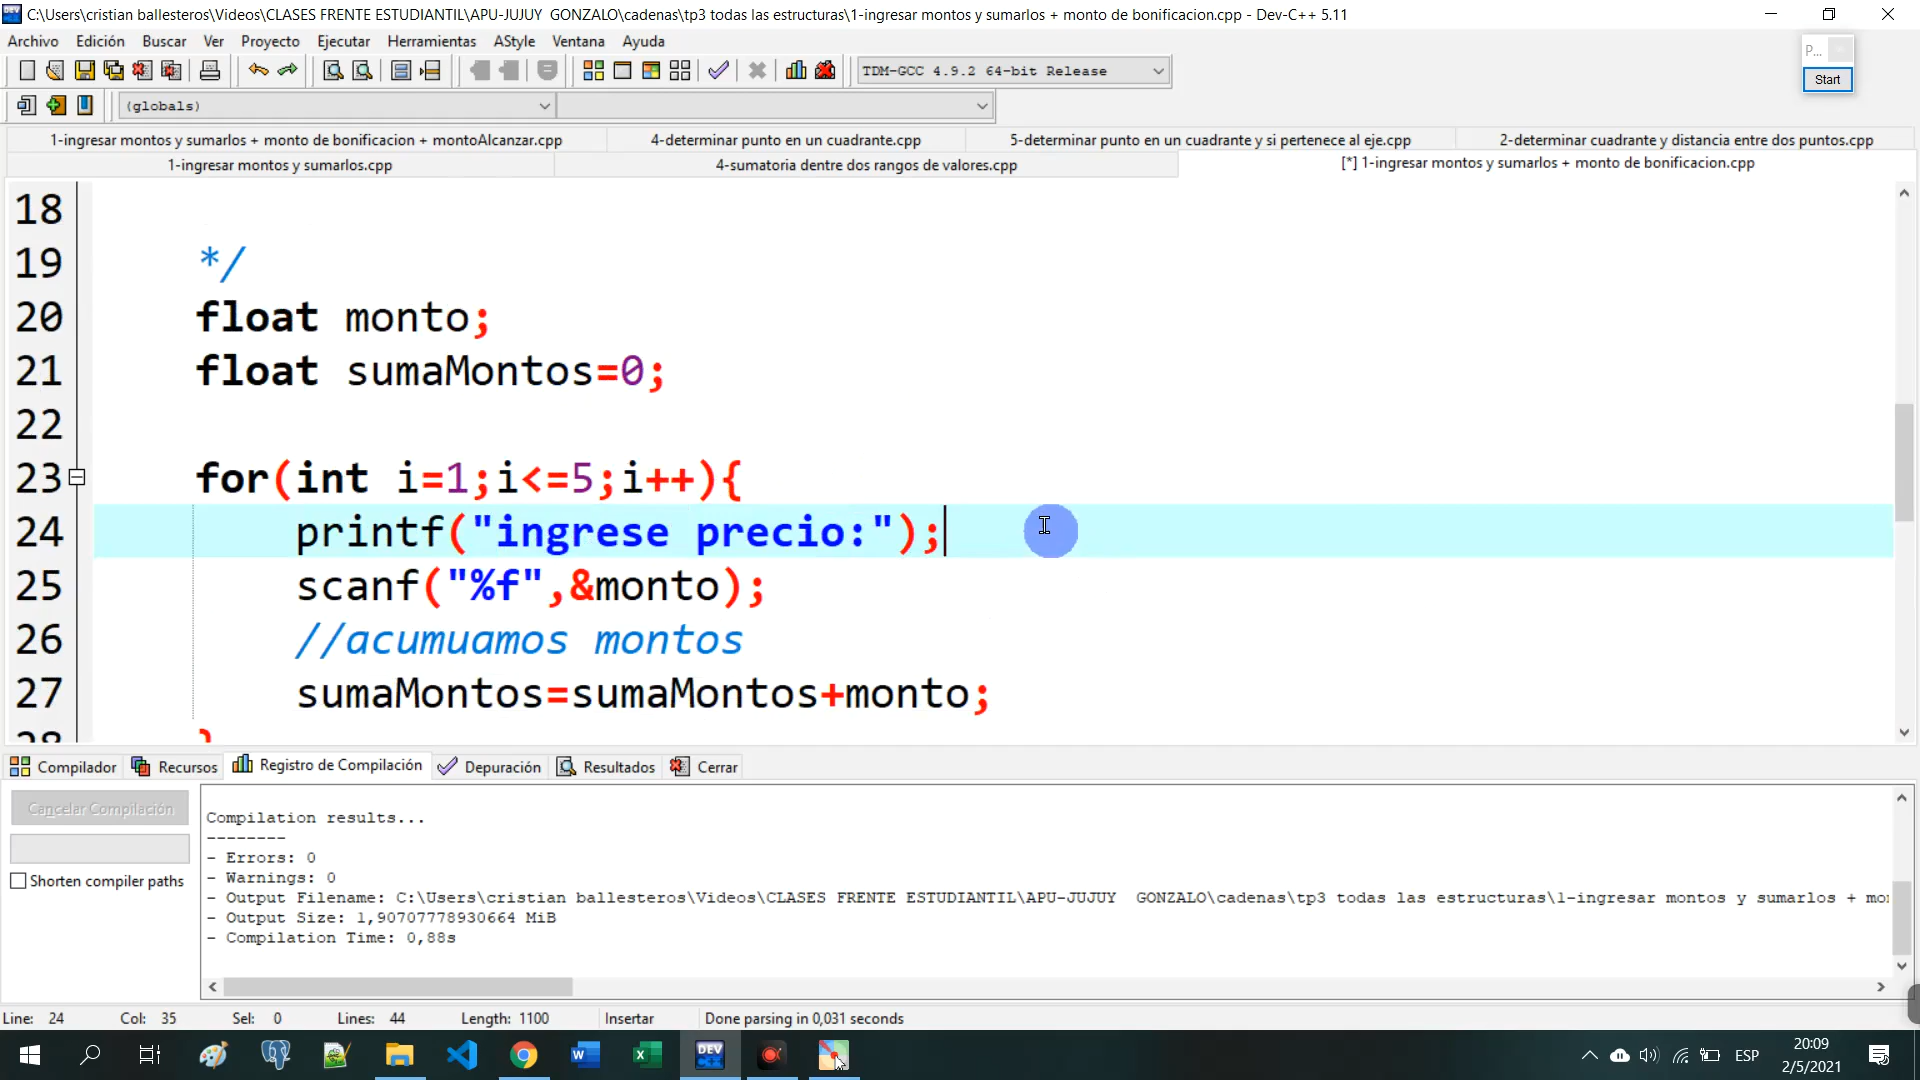 C:\Users\cristian ballesteros\Videos\CLASES FRENTE ESTUDIANTIL\APU-JUJUY  GONZALO\cadenas\tp3 todas las estructuras\1-ingresar montos y sumarlos + monto de bonificacion.cpp - Dev-C++ 5.11
Archivo Edición Buscar Ver Proyecto Ejecutar Herramientas AStyle Ventana Ayuda
P...
TDM-GCC 4.9.2 64-bit Release
Start
(globals)
1-ingresar montos y sumarlos + monto de bonificacion + montoAlcanzar.cpp 4-determinar punto en un cuadrante.cpp 5-determinar punto en un cuadrante y si pertenece al eje.cpp 2-determinar cuadrante y distancia entre dos puntos.cpp
1-ingresar montos y sumarlos.cpp 4-sumatoria dentre dos rangos de valores.cpp [*] 1-ingresar montos y sumarlos + monto de bonificacion.cpp
18
19 */
20 float monto;
21 float sumaMontos=0;
22
23 for(int i=1;i<=5;i++){
24 printf("ingrese precio:");
25 scanf("%f",&monto);
26 //acumuamos montos
27 sumaMontos=sumaMontos+monto;
28 }
Compilador Recursos Registro de Compilación Depuración Resultados Cerrar
Cancelar Compilación
Shorten compiler paths
Compilation results...
--------
- Errors: 0
- Warnings: 0
- Output Filename: C:\Users\cristian ballesteros\Videos\CLASES FRENTE ESTUDIANTIL\APU-JUJUY  GONZALO\cadenas\tp3 todas las estructuras\1-ingresar montos y sumarlos + mo
- Output Size: 1,90707778930664 MiB
- Compilation Time: 0,88s
Line: 24 Col: 35 Sel: 0 Lines: 44 Length: 1100 Insertar Done parsing in 0,031 seconds
DEV C++
ESP
20:09
2/5/2021